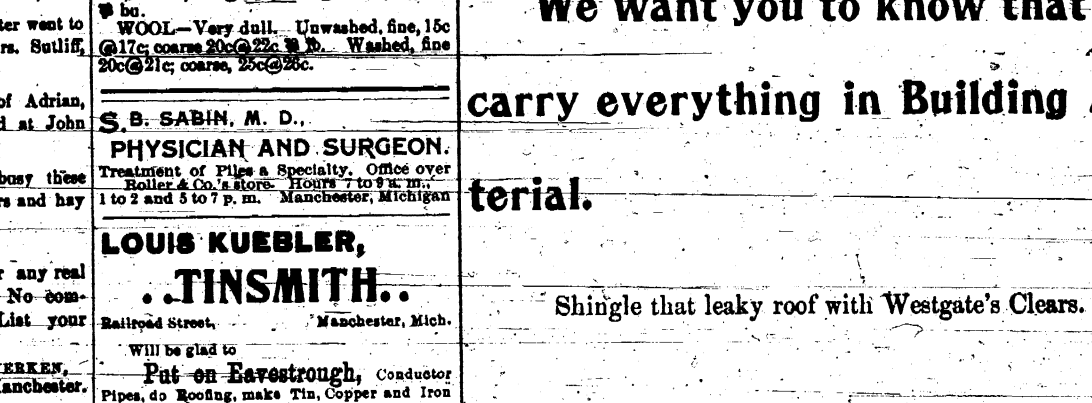 ter went to
rs. Sutliff,
of Adrian,
d at John
busy these
rs and hay
r any real
No com-
List your
ERKEN,
anchester.
bu.
WOOL—Very dull. Unwashed, fine, 15c
@17c; coarse 20c@22c ℔ lb. Washed, fine
20c@21c; coarse, 25c@26c.
S. B. SABIN, M. D.,
PHYSICIAN AND SURGEON.
Treatment of Piles a Specialty. Office over
Roller & Co.'s store. Hours 7 to 9 a. m.,
1 to 2 and 5 to 7 p. m. Manchester, Michigan
LOUIS KUEBLER,
..TINSMITH..
Railroad Street, Manchester, Mich.
Will be glad to
Put on Eavestrough, Conductor
Pipes, do Roofing, make Tin, Copper and Iron
We want you to know that
carry everything in Building
terial.
Shingle that leaky roof with Westgate's Clears.